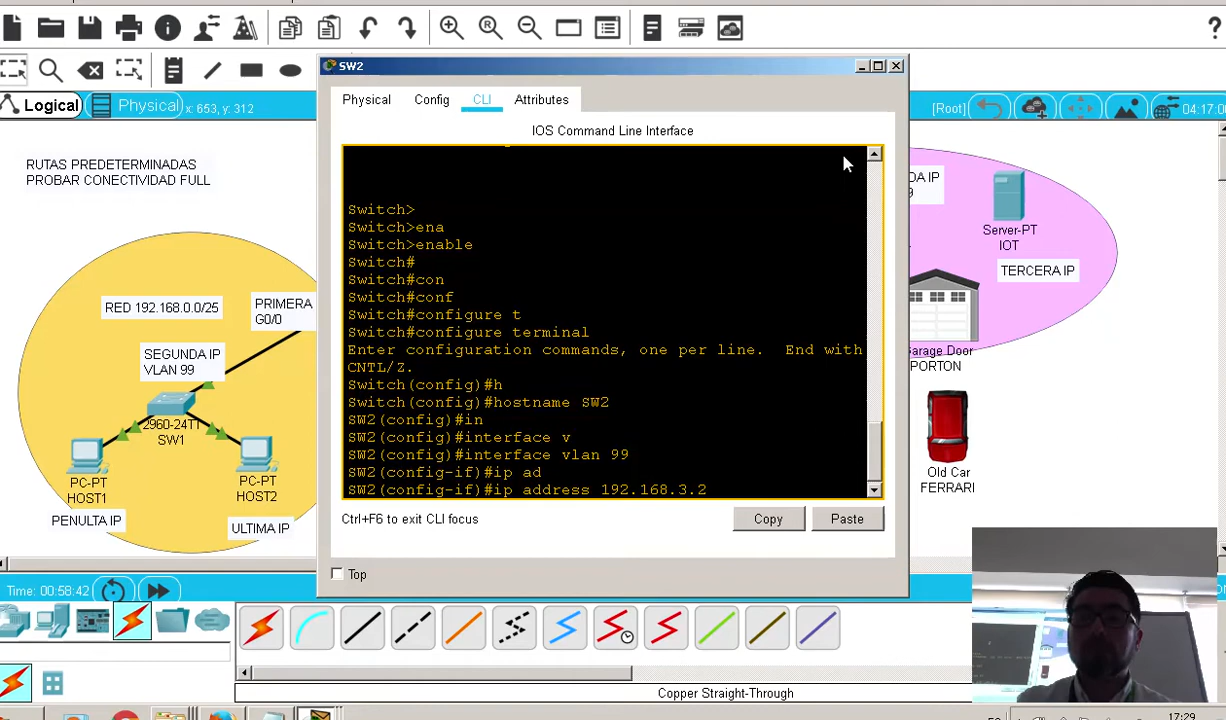 SW2
Physical Config CLI Attributes
Logical Physical x: 653, y: 312
[Root] 04:17:0
IOS Command Line Interface
RUTAS PREDETERMINADAS
PROBAR CONECTIVIDAD FULL
Switch>
Switch>ena
Switch>enable
Switch#
Switch#con
Switch#conf
Switch#configure t
Switch#configure terminal
Enter configuration commands, one per line. End with
CNTL/Z.
Switch(config)#h
Switch(config)#hostname SW2
SW2(config)#in
SW2(config)#interface v
SW2(config)#interface vlan 99
SW2(config-if)#ip ad
SW2(config-if)#ip address 192.168.3.2
RED 192.168.0.0/25
PRIMERA
G0/0
SEGUNDA IP
VLAN 99
2960-24TT
SW1
PC-PT
HOST1
PC-PT
HOST2
PENULTA IP
ULTIMA IP
DA IP
9
Server-PT
IOT
TERCERA IP
Garage Door
PORTON
Old Car
FERRARI
Ctrl+F6 to exit CLI focus
Copy
Paste
Top
Time: 00:58:42
Copper Straight-Through
17:29